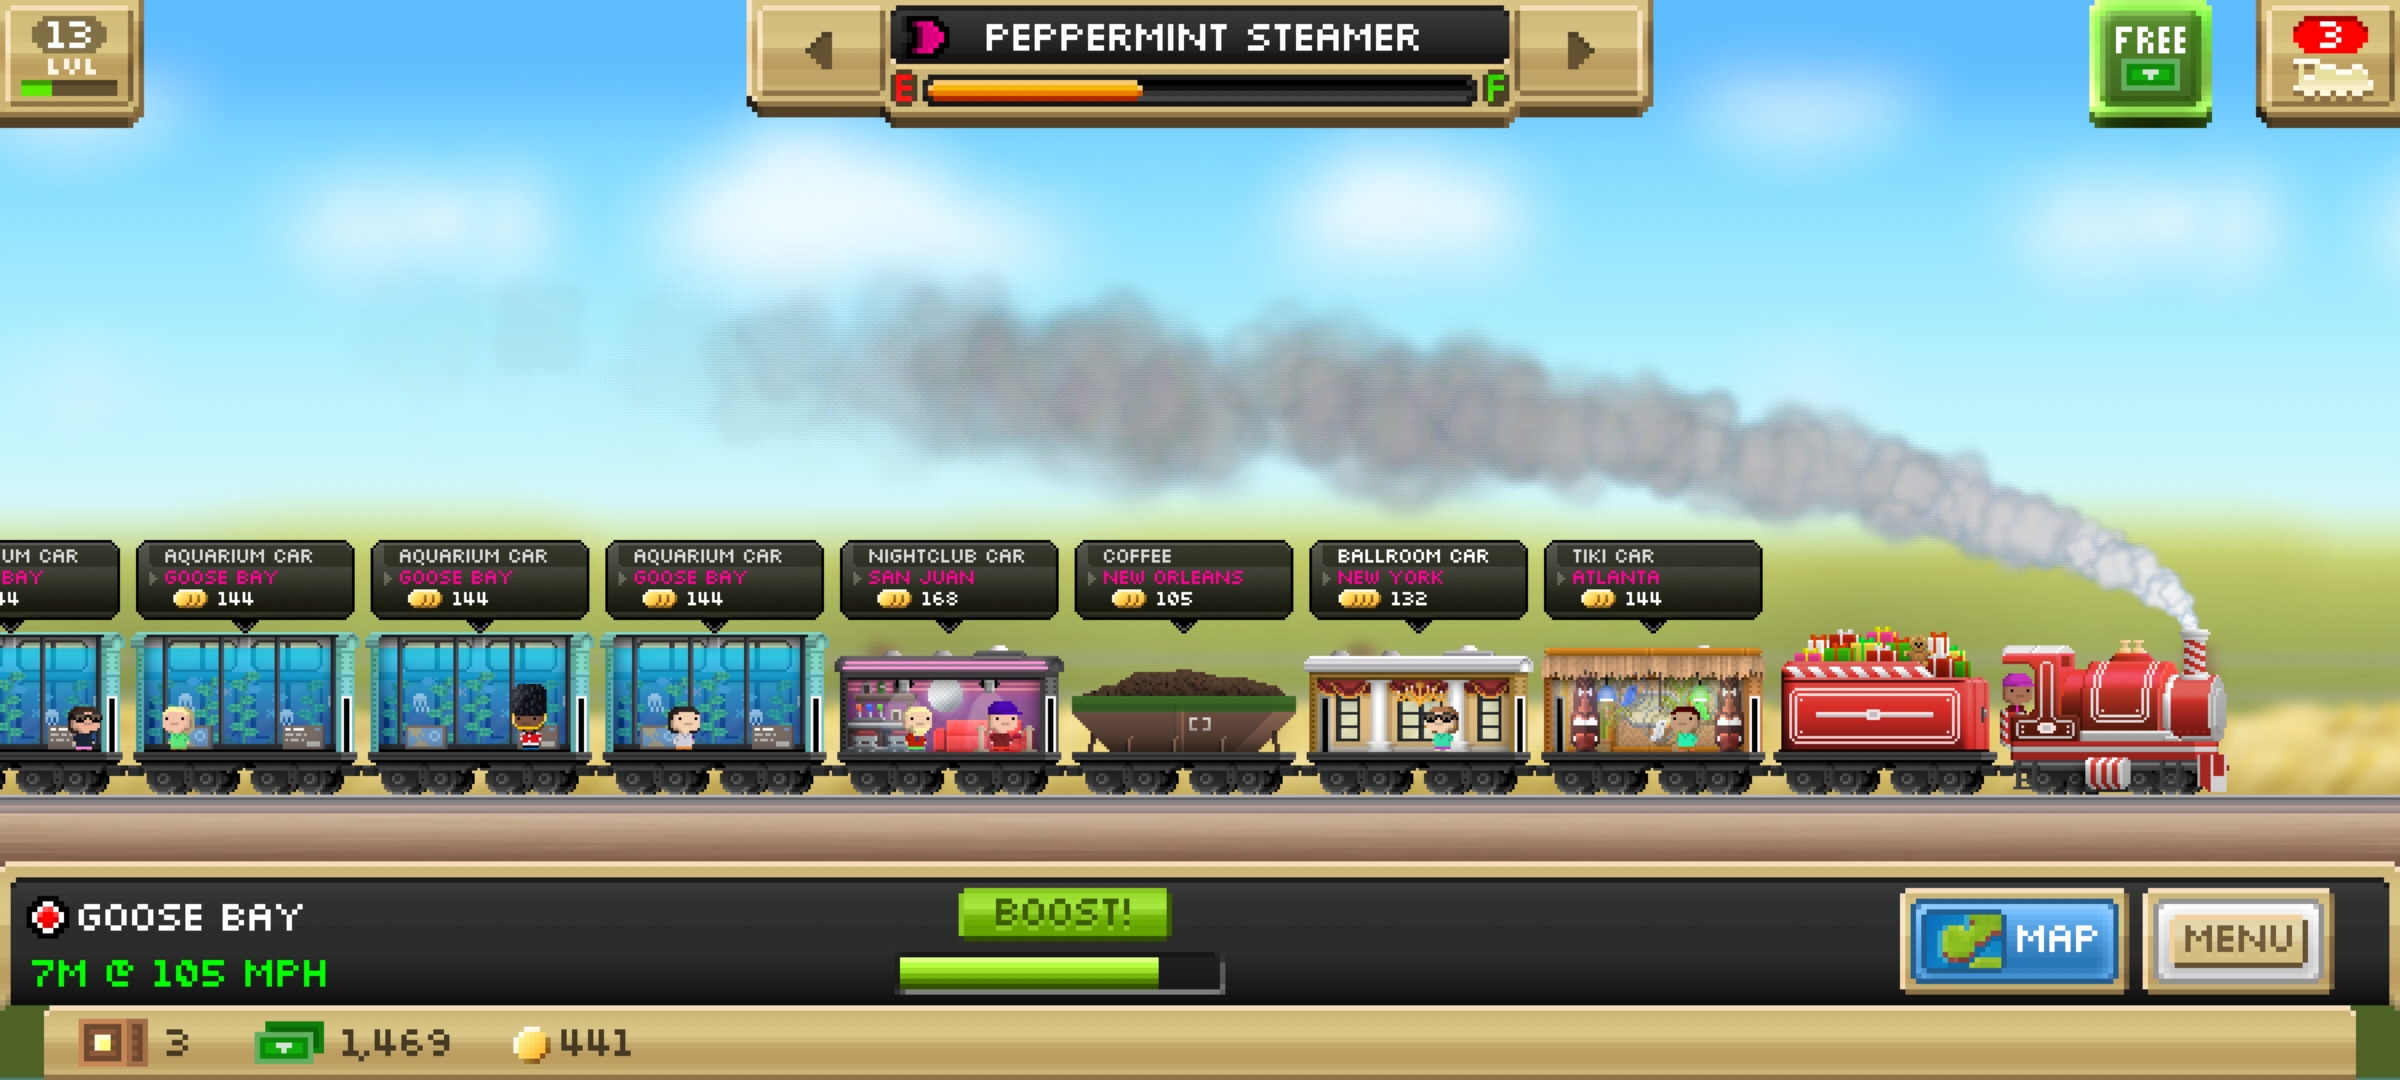 13
LVL
PEPPERMINT STEAMER
E
F
FREE
3
UM CAR
BAY
44
AQUARIUM CAR
GOOSE BAY
144
AQUARIUM CAR
GOOSE BAY
144
AQUARIUM CAR
GOOSE BAY
144
NIGHTCLUB CAR
SAN JUAN
168
COFFEE
NEW ORLEANS
105
BALLROOM CAR
NEW YORK
132
TIKI CAR
ATLANTA
144
GOOSE BAY
7M @ 105 MPH
BOOST!
MAP
MENU
3
1,469
441